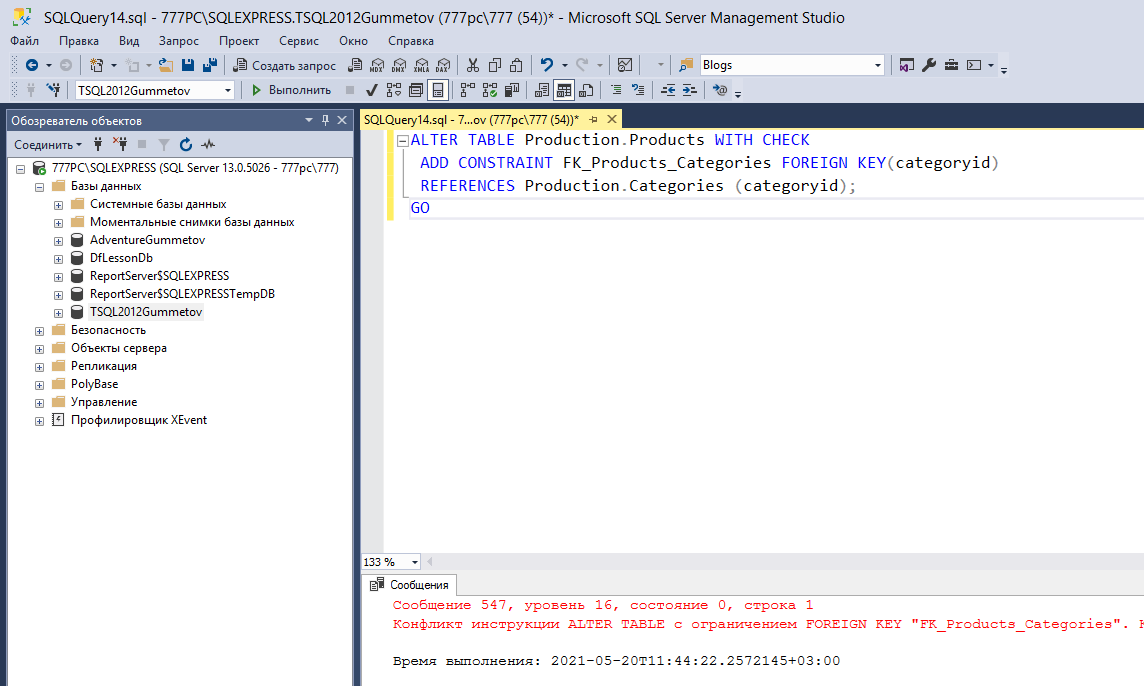 SQLQuery14.sql - 777PC\SQLEXPRESS.TSQL2012Gummetov (777pc\777 (54))* - Microsoft SQL Server Management Studio
Файл Правка Вид Запрос Проект Сервис Окно Справка
Создать запрос MDX DMX XMLA DAX Blogs
TSQL2012Gummetov Выполнить
Обозреватель объектов
SQLQuery14.sql - 7...ov (777pc\777 (54))*
Соединить
777PC\SQLEXPRESS (SQL Server 13.0.5026 - 777pc\777)
Базы данных
Системные базы данных
Моментальные снимки базы данных
AdventureGummetov
DfLessonDb
ReportServer$SQLEXPRESS
ReportServer$SQLEXPRESSTempDB
TSQL2012Gummetov
Безопасность
Объекты сервера
Репликация
PolyBase
Управление
Профилировщик XEvent
ALTER TABLE Production.Products WITH CHECK
ADD CONSTRAINT FK_Products_Categories FOREIGN KEY(categoryid)
REFERENCES Production.Categories (categoryid);
GO
133 %
Сообщения
Сообщение 547, уровень 16, состояние 0, строка 1
Конфликт инструкции ALTER TABLE с ограничением FOREIGN KEY "FK_Products_Categories".
Время выполнения: 2021-05-20T11:44:22.2572145+03:00